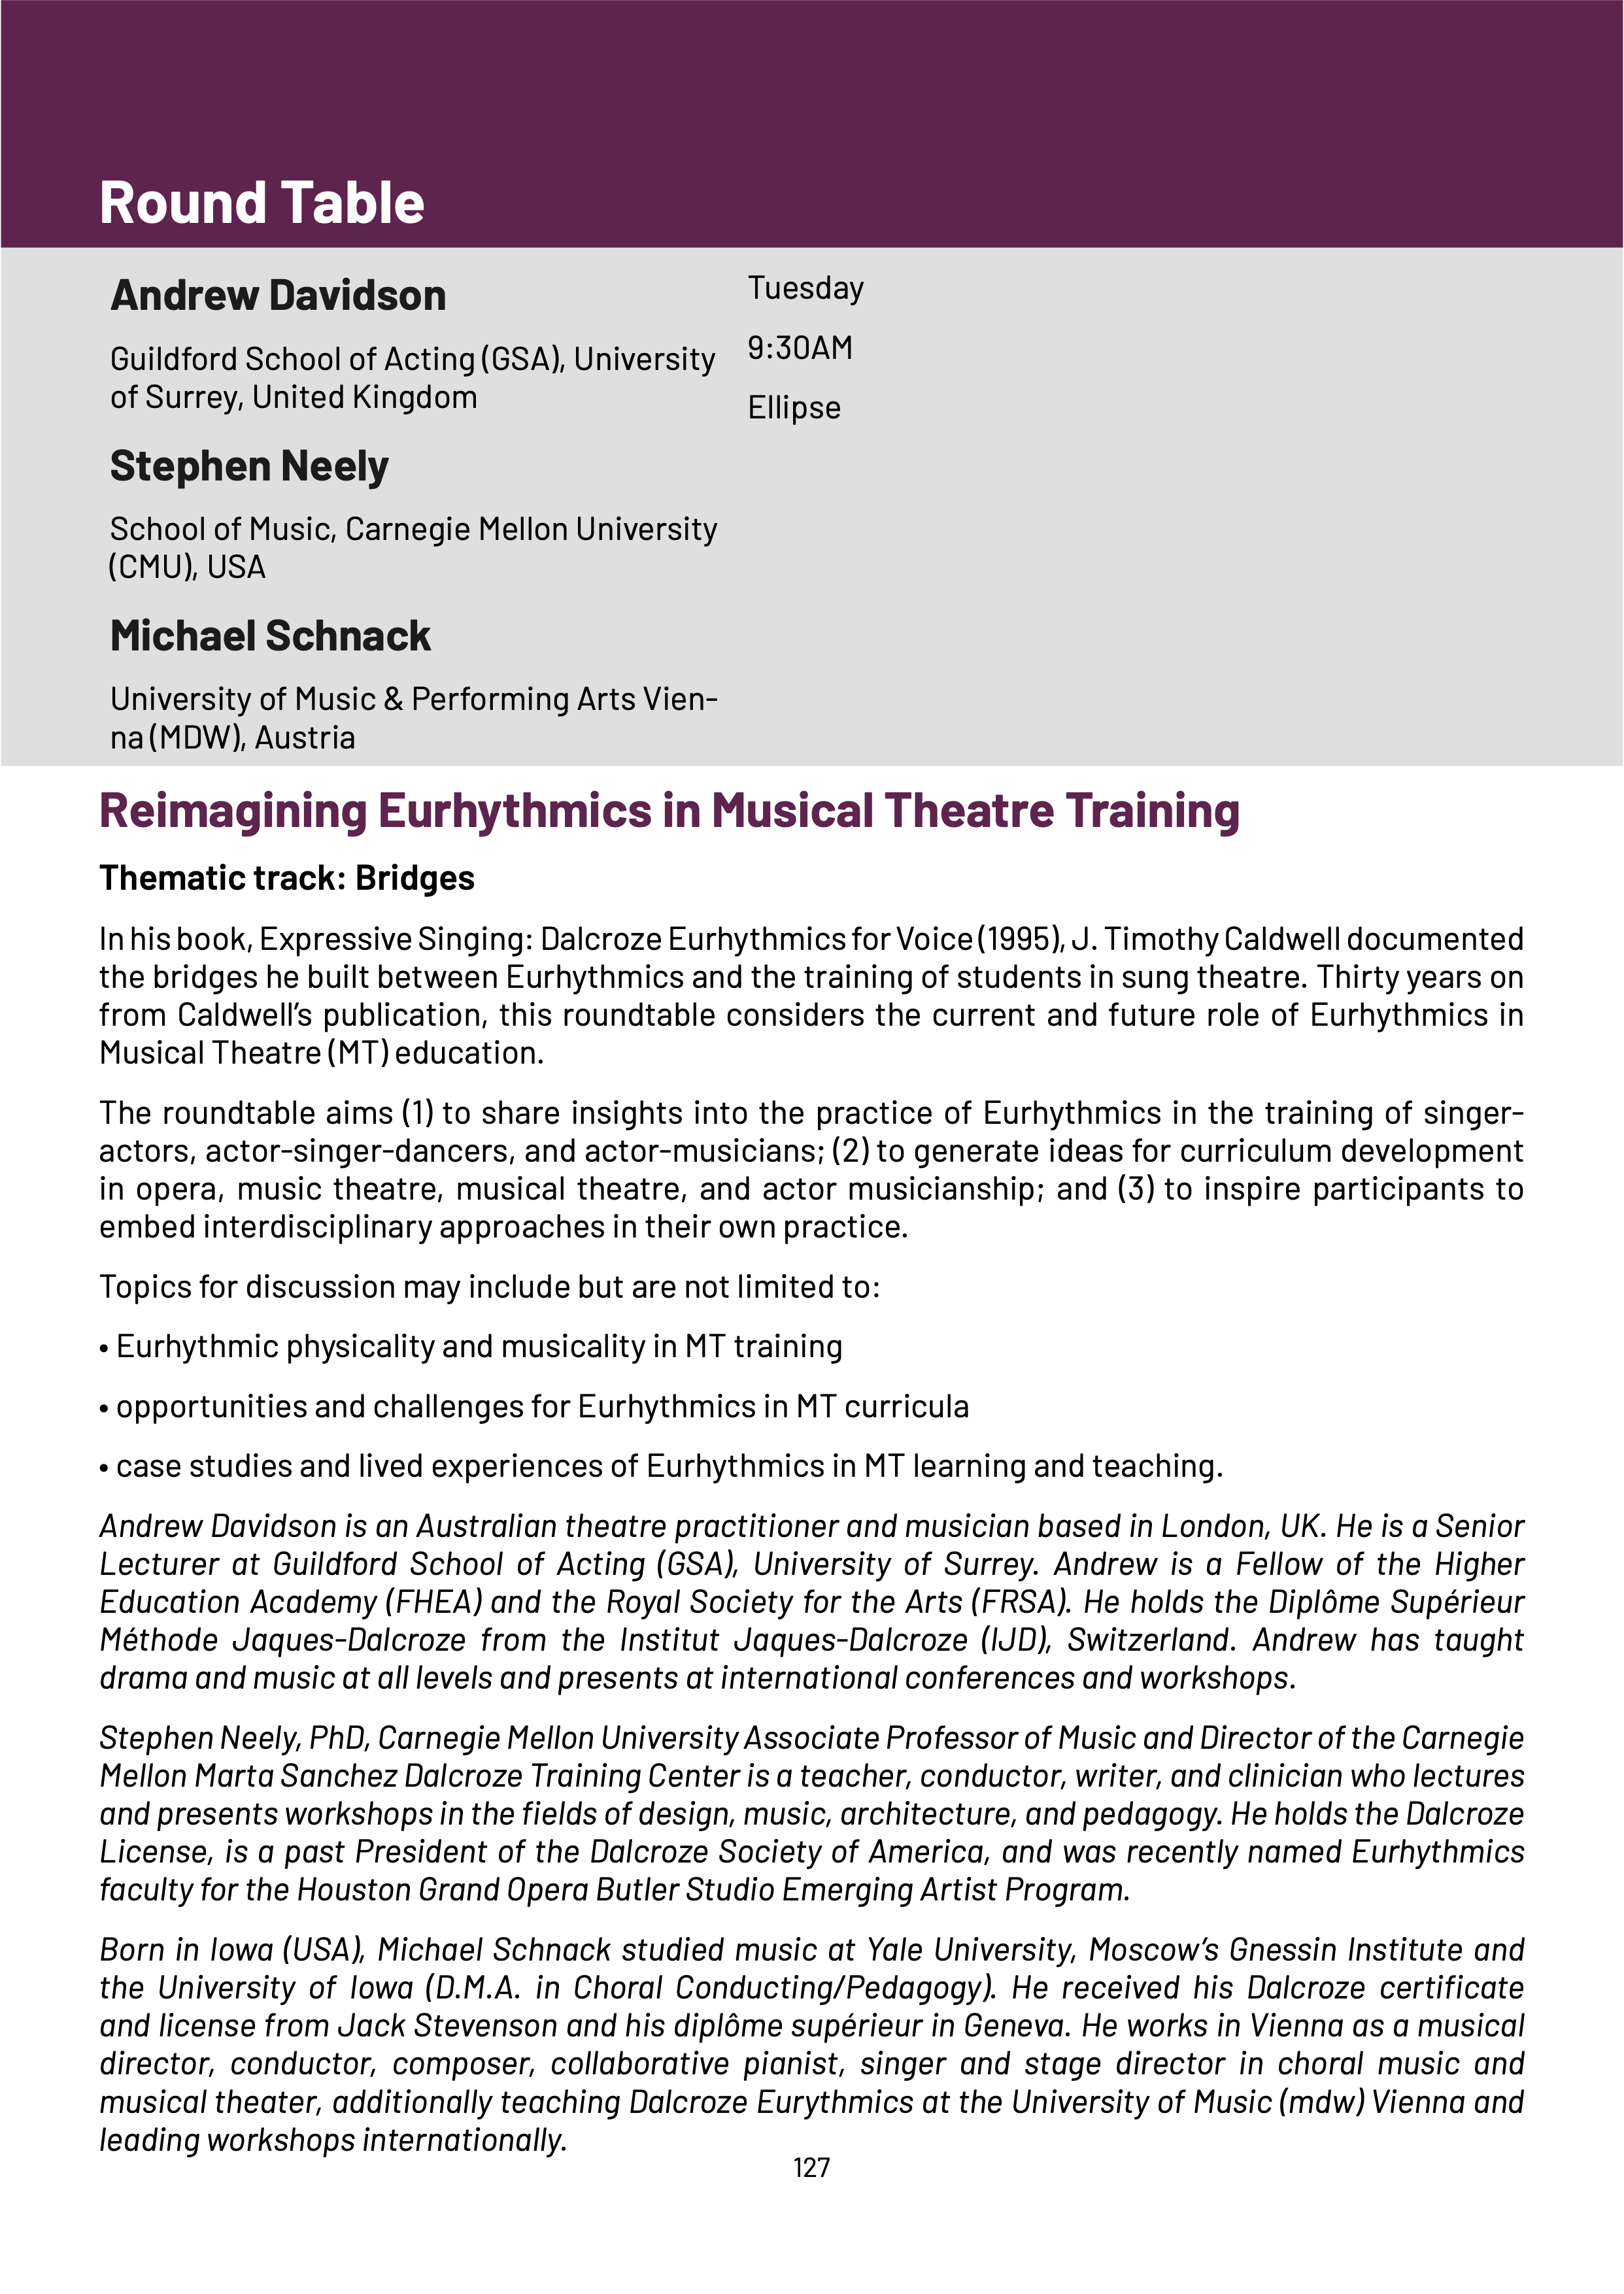 Round Table
Andrew Davidson
Guildford School of Acting (GSA), University
of Surrey, United Kingdom
Stephen Neely
School of Music, Carnegie Mellon University
(CMU), USA
Michael Schnack
University of Music & Performing Arts Vien-
na (MDW), Austria
Tuesday
9:30AM
Ellipse
Reimagining Eurhythmics in Musical Theatre Training
Thematic track: Bridges
In his book, Expressive Singing: Dalcroze Eurhythmics for Voice (1995), J. Timothy Caldwell documented
the bridges he built between Eurhythmics and the training of students in sung theatre. Thirty years on
from Caldwell’s publication, this roundtable considers the current and future role of Eurhythmics in
Musical Theatre (MT) education.
The roundtable aims (1) to share insights into the practice of Eurhythmics in the training of singer-
actors, actor-singer-dancers, and actor-musicians; (2) to generate ideas for curriculum development
in opera, music theatre, musical theatre, and actor musicianship; and (3) to inspire participants to
embed interdisciplinary approaches in their own practice.
Topics for discussion may include but are not limited to:
• Eurhythmic physicality and musicality in MT training
• opportunities and challenges for Eurhythmics in MT curricula
• case studies and lived experiences of Eurhythmics in MT learning and teaching.
Andrew Davidson is an Australian theatre practitioner and musician based in London, UK. He is a Senior
Lecturer at Guildford School of Acting (GSA), University of Surrey. Andrew is a Fellow of the Higher
Education Academy (FHEA) and the Royal Society for the Arts (FRSA). He holds the Diplôme Supérieur
Méthode Jaques-Dalcroze from the Institut Jaques-Dalcroze (IJD), Switzerland. Andrew has taught
drama and music at all levels and presents at international conferences and workshops.
Stephen Neely, PhD, Carnegie Mellon University Associate Professor of Music and Director of the Carnegie
Mellon Marta Sanchez Dalcroze Training Center is a teacher, conductor, writer, and clinician who lectures
and presents workshops in the fields of design, music, architecture, and pedagogy. He holds the Dalcroze
License, is a past President of the Dalcroze Society of America, and was recently named Eurhythmics
faculty for the Houston Grand Opera Butler Studio Emerging Artist Program.
Born in Iowa (USA), Michael Schnack studied music at Yale University, Moscow’s Gnessin Institute and
the University of Iowa (D.M.A. in Choral Conducting/Pedagogy). He received his Dalcroze certificate
and license from Jack Stevenson and his diplôme supérieur in Geneva. He works in Vienna as a musical
director, conductor, composer, collaborative pianist, singer and stage director in choral music and
musical theater, additionally teaching Dalcroze Eurythmics at the University of Music (mdw) Vienna and
leading workshops internationally.
127